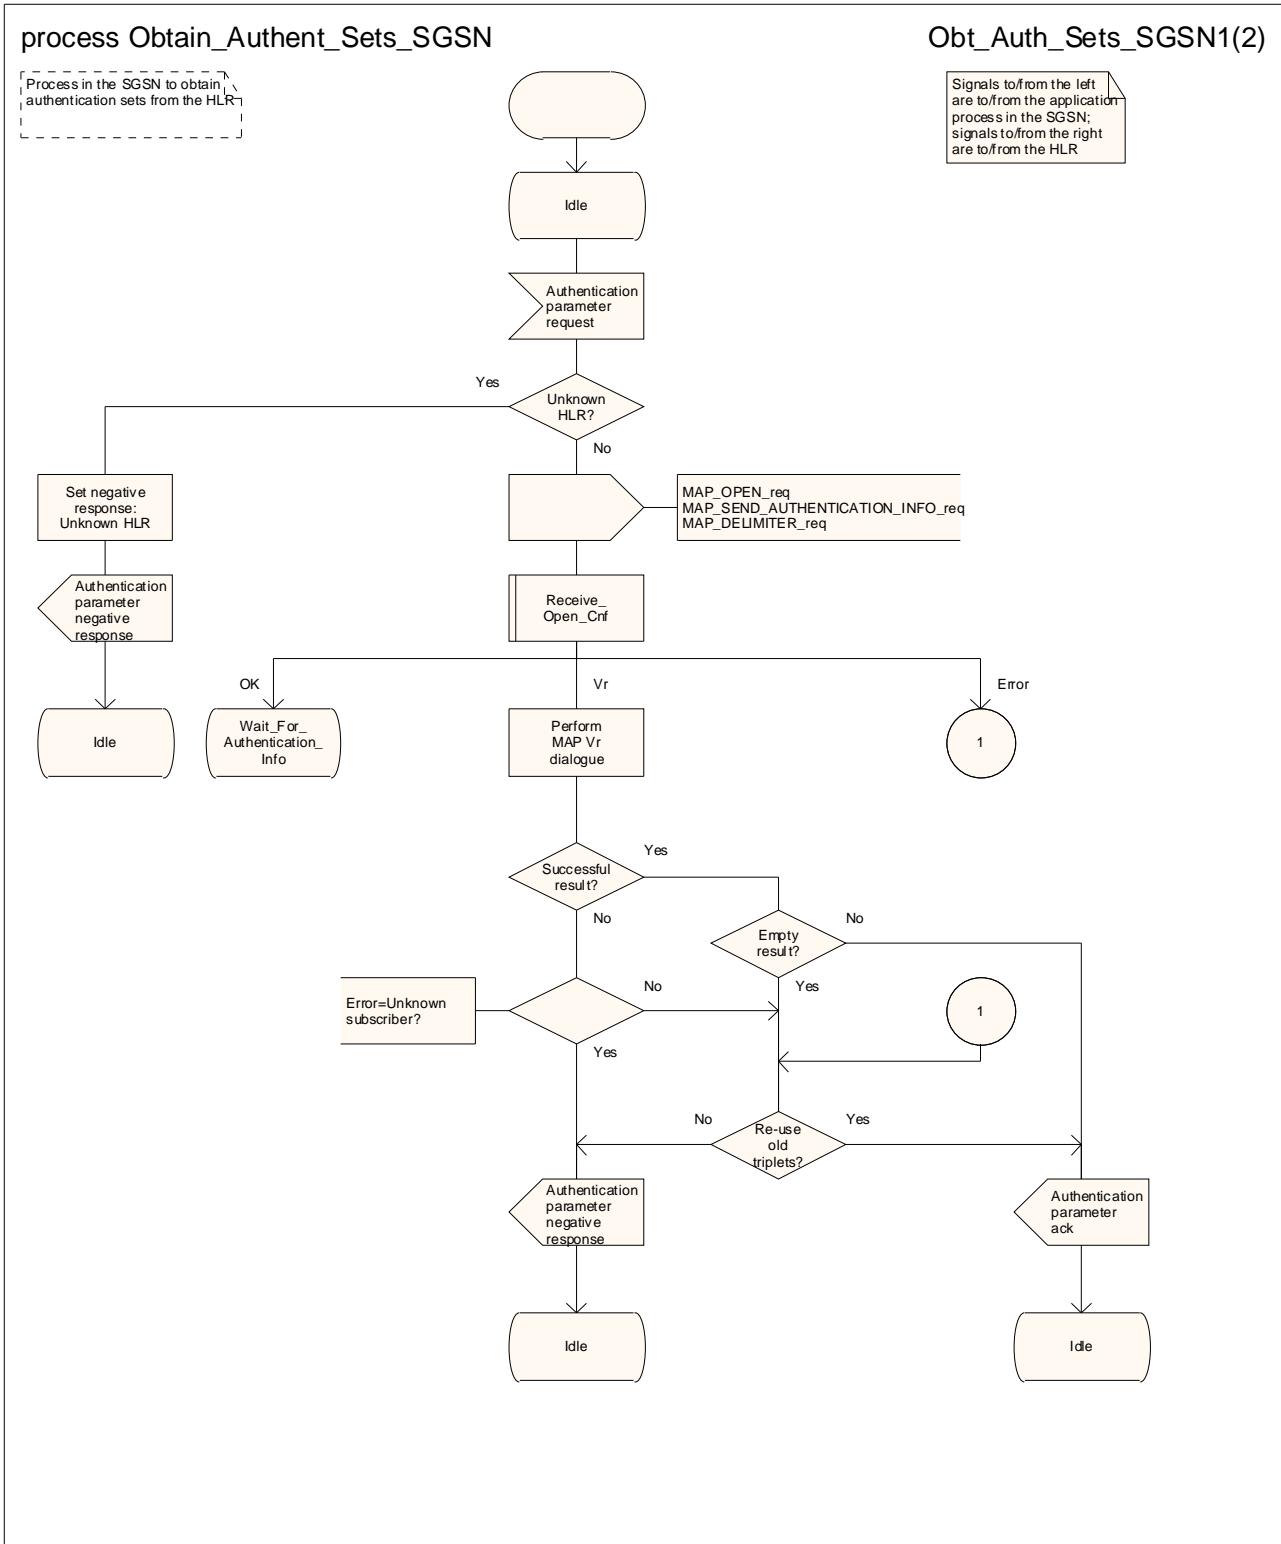 process Obtain_Authent_Sets_SGSN
Obt_Auth_Sets_SGSN1(2)
Process in the SGSN to obtain
authentication sets from the HLR
Signals to/from the left
are to/from the application
process in the SGSN;
signals to/from the right
are to/from the HLR
Idle
Authentication
parameter
request
Yes
Unknown
HLR?
No
Set negative
response:
Unknown HLR
MAP_OPEN_req
MAP_SEND_AUTHENTICATION_INFO_req
MAP_DELIMITER_req
Authentication
parameter
negative
response
Receive_
Open_Cnf
OK
Vr
Error
Idle
Wait_For_
Authentication_
Info
Perform
MAP Vr
dialogue
1
Successful
result?
Yes
No
Empty
result?
No
Yes
Error=Unknown
subscriber?
No
Yes
1
No
Re-use
old
triplets?
Yes
Authentication
parameter
negative
response
Authentication
parameter
ack
Idle
Idle